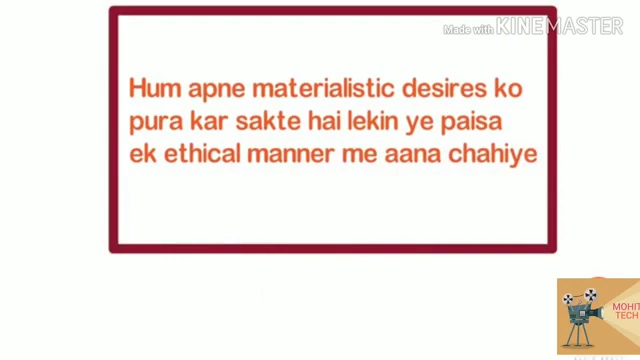 Made with KINEMASTER
Hum apne materialistic desires ko
pura kar sakte hai lekin ye paisa
ek ethical manner me aana chahiye
MOHIT
TECH